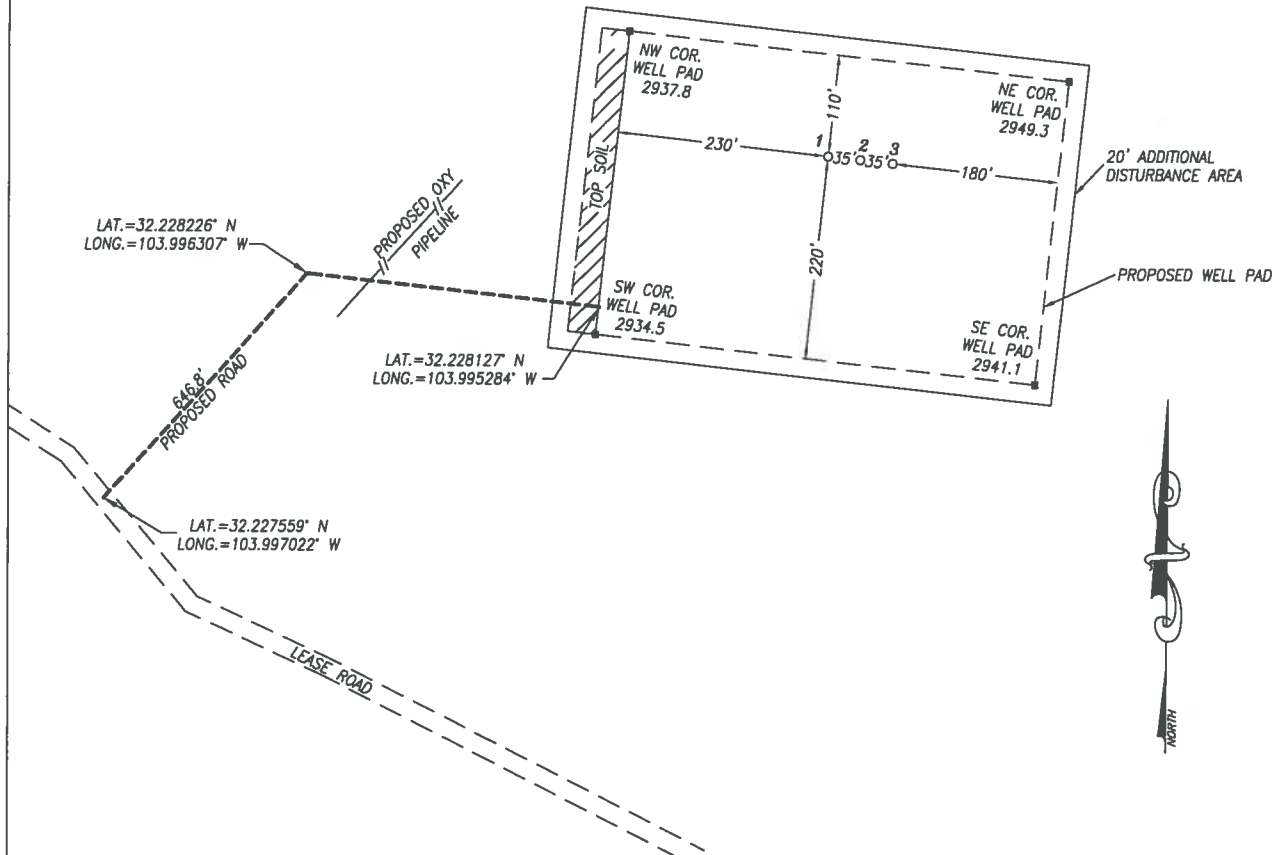 NW COR.
WELL PAD
2937.8
NE COR.
WELL PAD
2949.3
110'
230'
1
35'
2
35'
3
180'
20' ADDITIONAL
DISTURBANCE AREA
TOP SOIL
PROPOSED OXY
PIPELINE
LAT.=32.228226° N
LONG.=103.996307° W
220'
PROPOSED WELL PAD
SW COR.
WELL PAD
2934.5
SE COR.
WELL PAD
2941.1
LAT.=32.228127° N
LONG.=103.995284° W
646.8'
PROPOSED ROAD
LAT.=32.227559° N
LONG.=103.997022° W
LEASE ROAD
NORTH